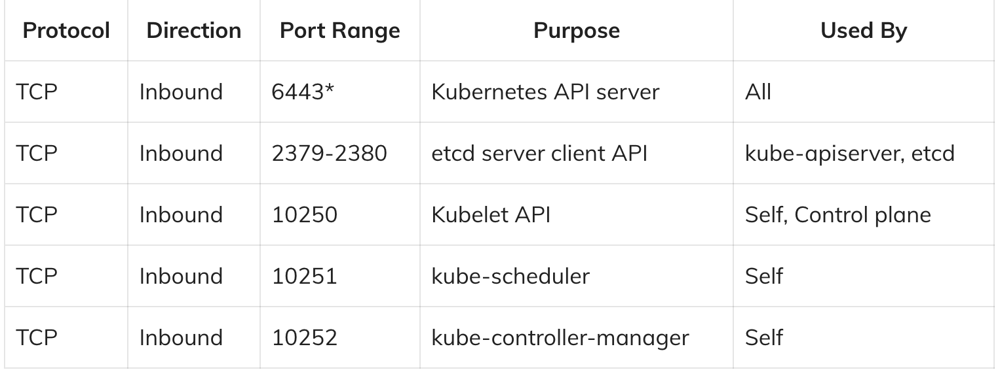 Protocol Direction Port Range Purpose Used By
TCP Inbound 6443* Kubernetes API server All
TCP Inbound 2379-2380 etcd server client API kube-apiserver, etcd
TCP Inbound 10250 Kubelet API Self, Control plane
TCP Inbound 10251 kube-scheduler Self
TCP Inbound 10252 kube-controller-manager Self